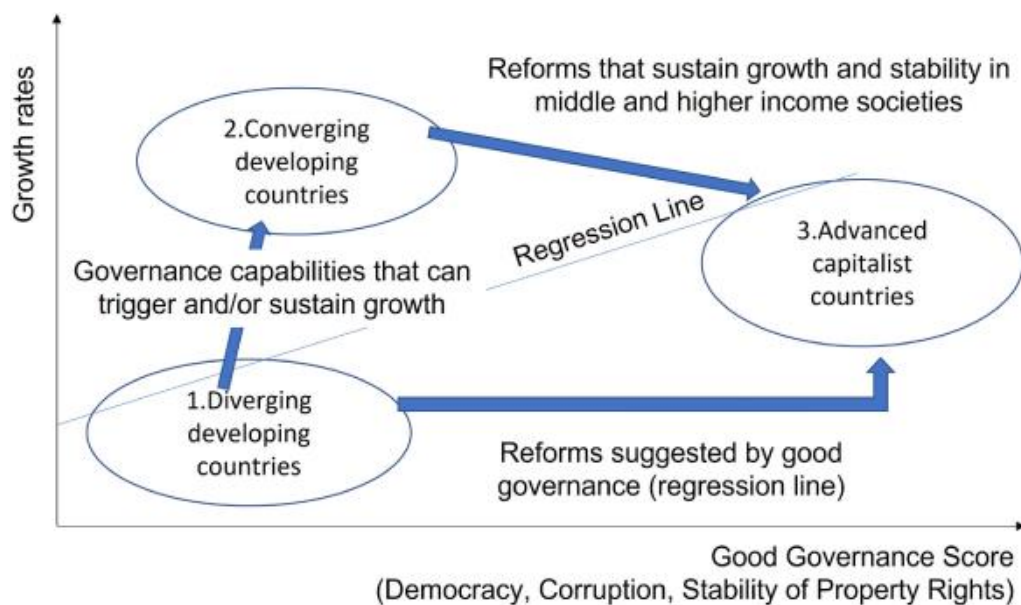 Growth rates
Reforms that sustain growth and stability in
middle and higher income societies
2.Converging
developing
countries
Regression Line
3.Advanced
capitalist
countries
Governance capabilities that can
trigger and/or sustain growth
1.Diverging
developing
countries
Reforms suggested by good
governance (regression line)
Good Governance Score
(Democracy, Corruption, Stability of Property Rights)